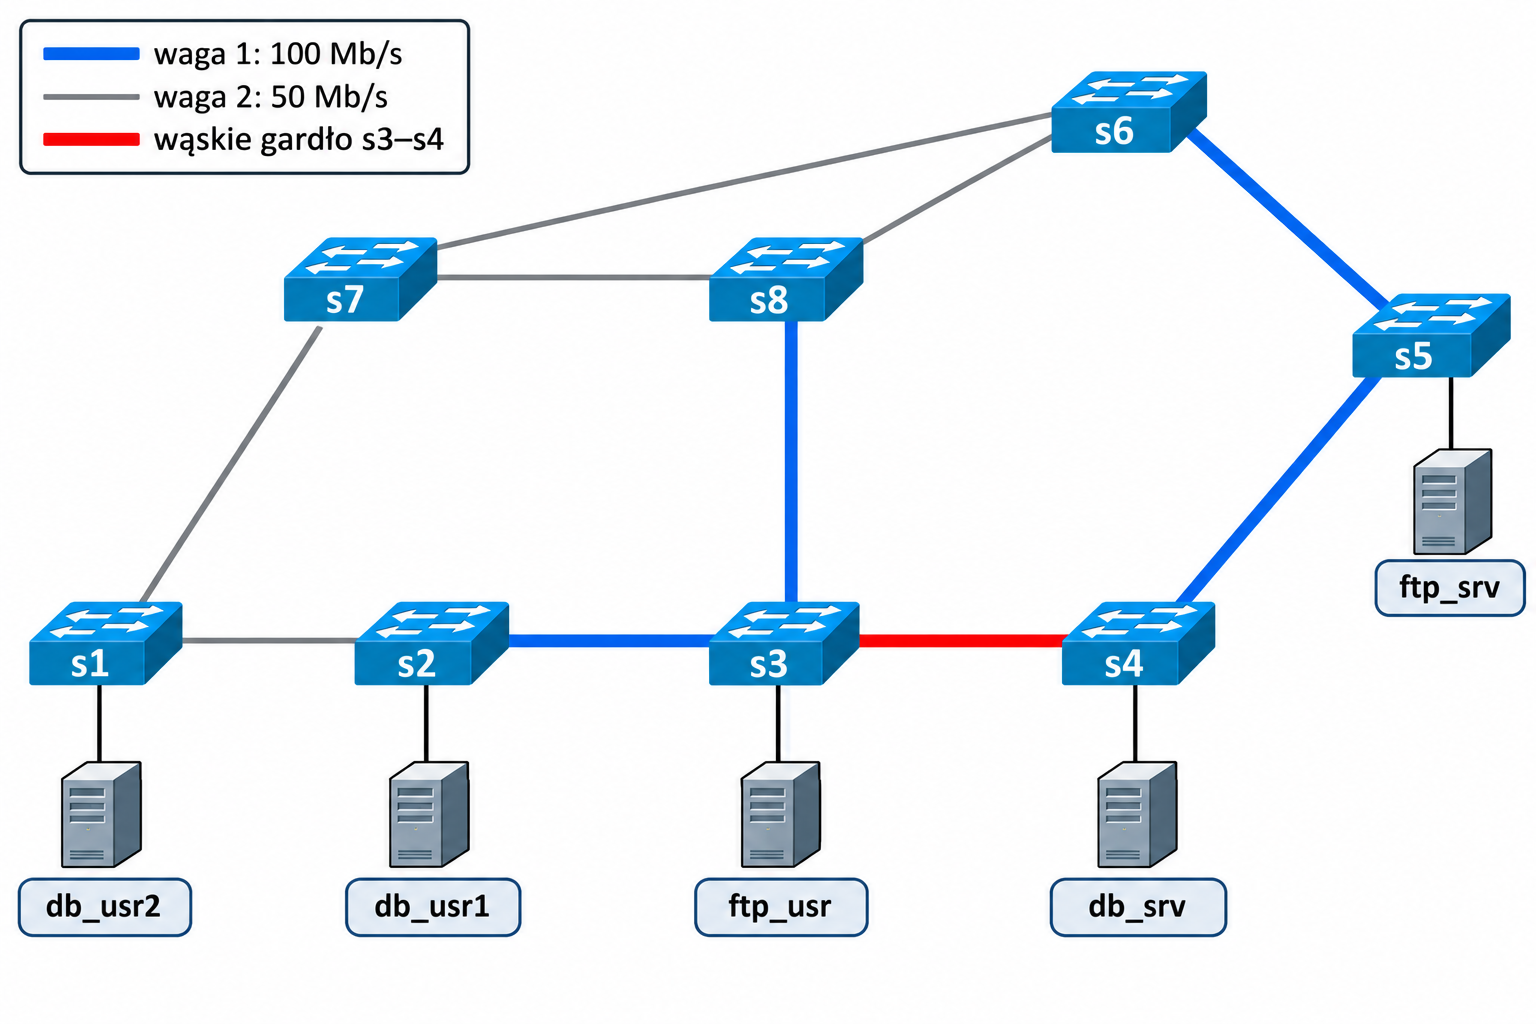 waga 1: 100 Mb/s
waga 2: 50 Mb/s
wąskie gardło s3–s4
s6
s7
s8
s5
ftp_srv
s1
s2
s3
s4
db_usr2
db_usr1
ftp_usr
db_srv